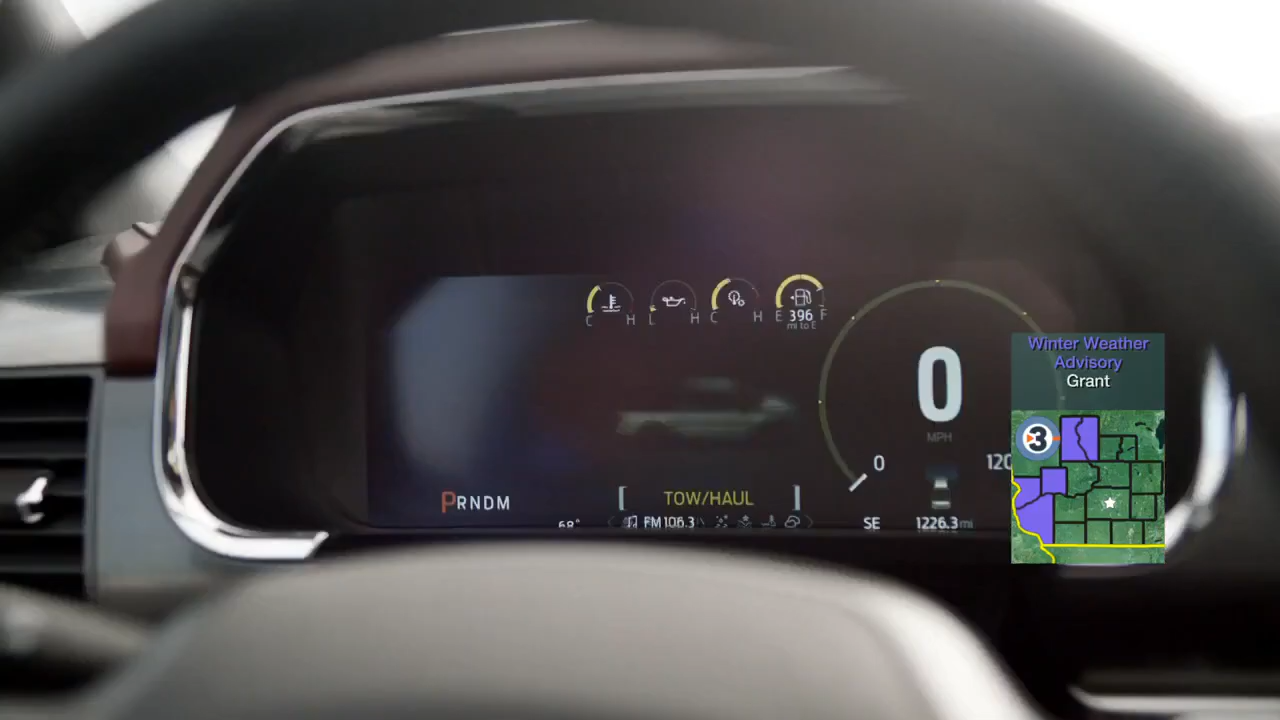 C H L H C H E 396 F
mi to E
0
MPH
0 120
PRNDM
TOW/HAUL
68° FM 106.3
SE 1226.3 mi
Winter Weather
Advisory
Grant
3